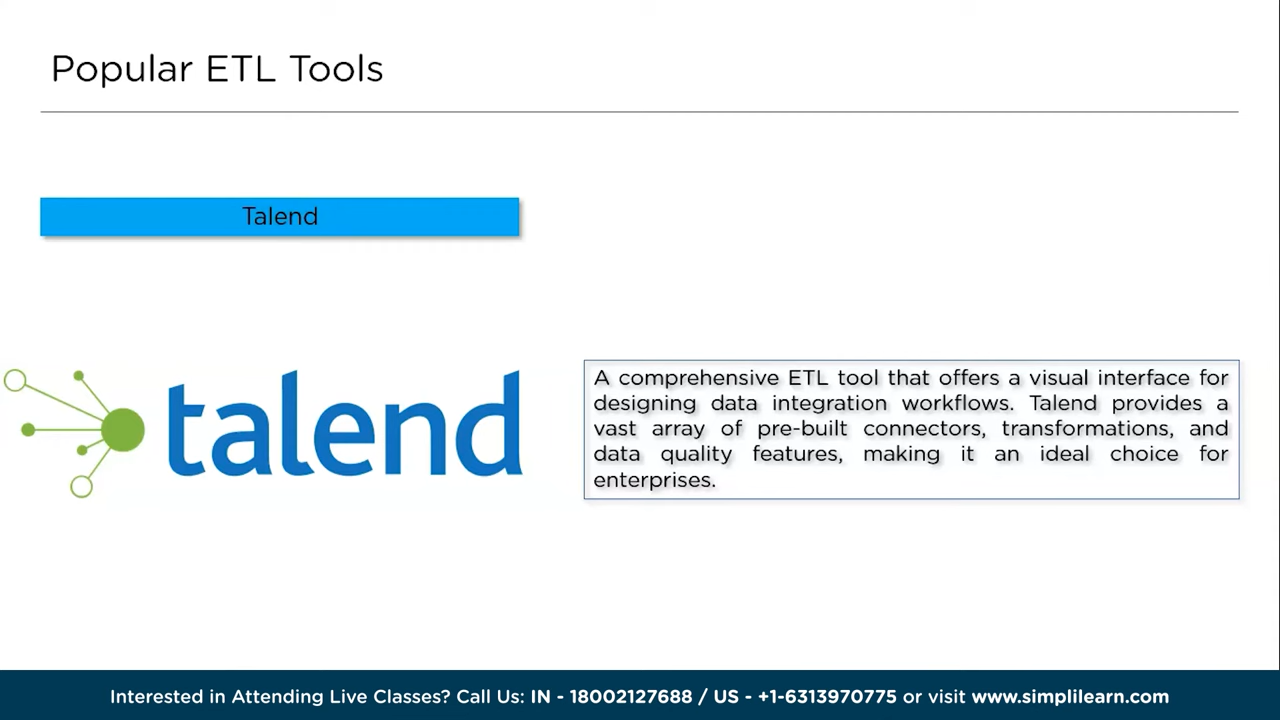 Popular ETL Tools
Talend
talend
A comprehensive ETL tool that offers a visual interface for
designing data integration workflows. Talend provides a
vast array of pre-built connectors, transformations, and
data quality features, making it an ideal choice for
enterprises.
Interested in Attending Live Classes? Call Us: IN - 18002127688 / US - +1-6313970775 or visit www.simplilearn.com